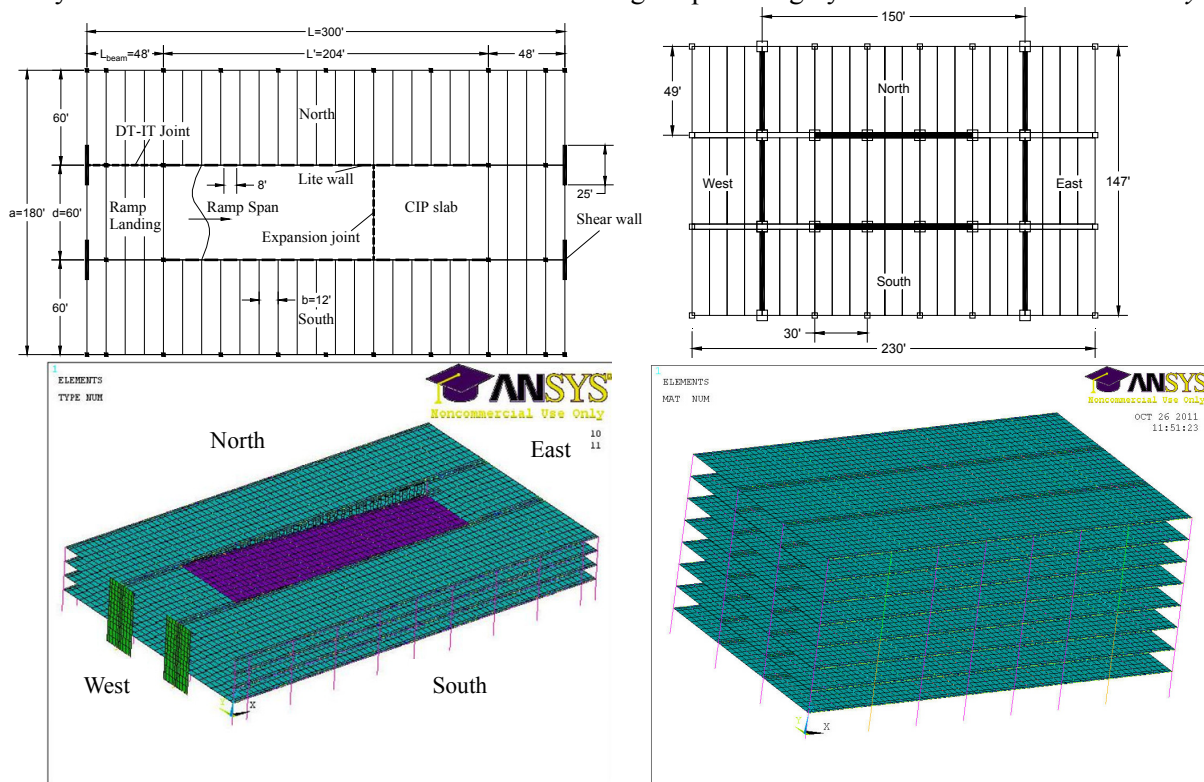 L=300'
L_beam=48'
L'=204'
48'
60'
North
DT-IT Joint
Lite wall
8'
25'
a=180'
d=60'
Ramp
Landing
Ramp Span
CIP slab
Expansion joint
Shear wall
60'
b=12'
South
150'
49'
North
West
East
147'
South
30'
230'
1
ELEMENTS
TYPE NUM
ANSYS
Noncommercial Use Only
10
11
North
East
West
South
X
1
ELEMENTS
MAT NUM
ANSYS
Noncommercial Use Only
OCT 26 2011
11:51:23
Y
X